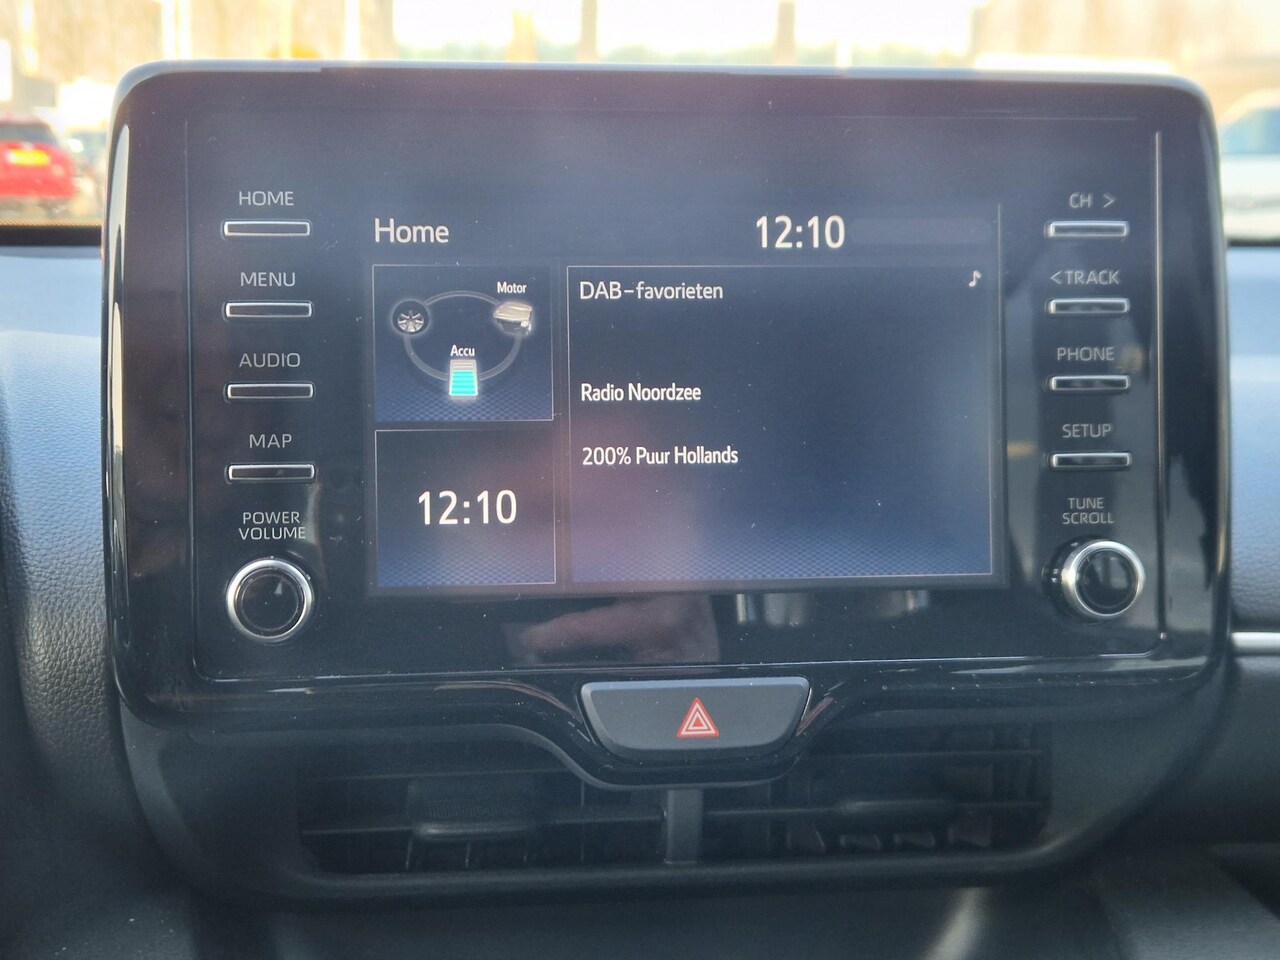 HOME
MENU
AUDIO
MAP
POWER
VOLUME
Home
12:10
Motor
Accu
12:10
DAB-favorieten
Radio Noordzee
200% Puur Hollands
CH >
<TRACK
PHONE
SETUP
TUNE
SCROLL